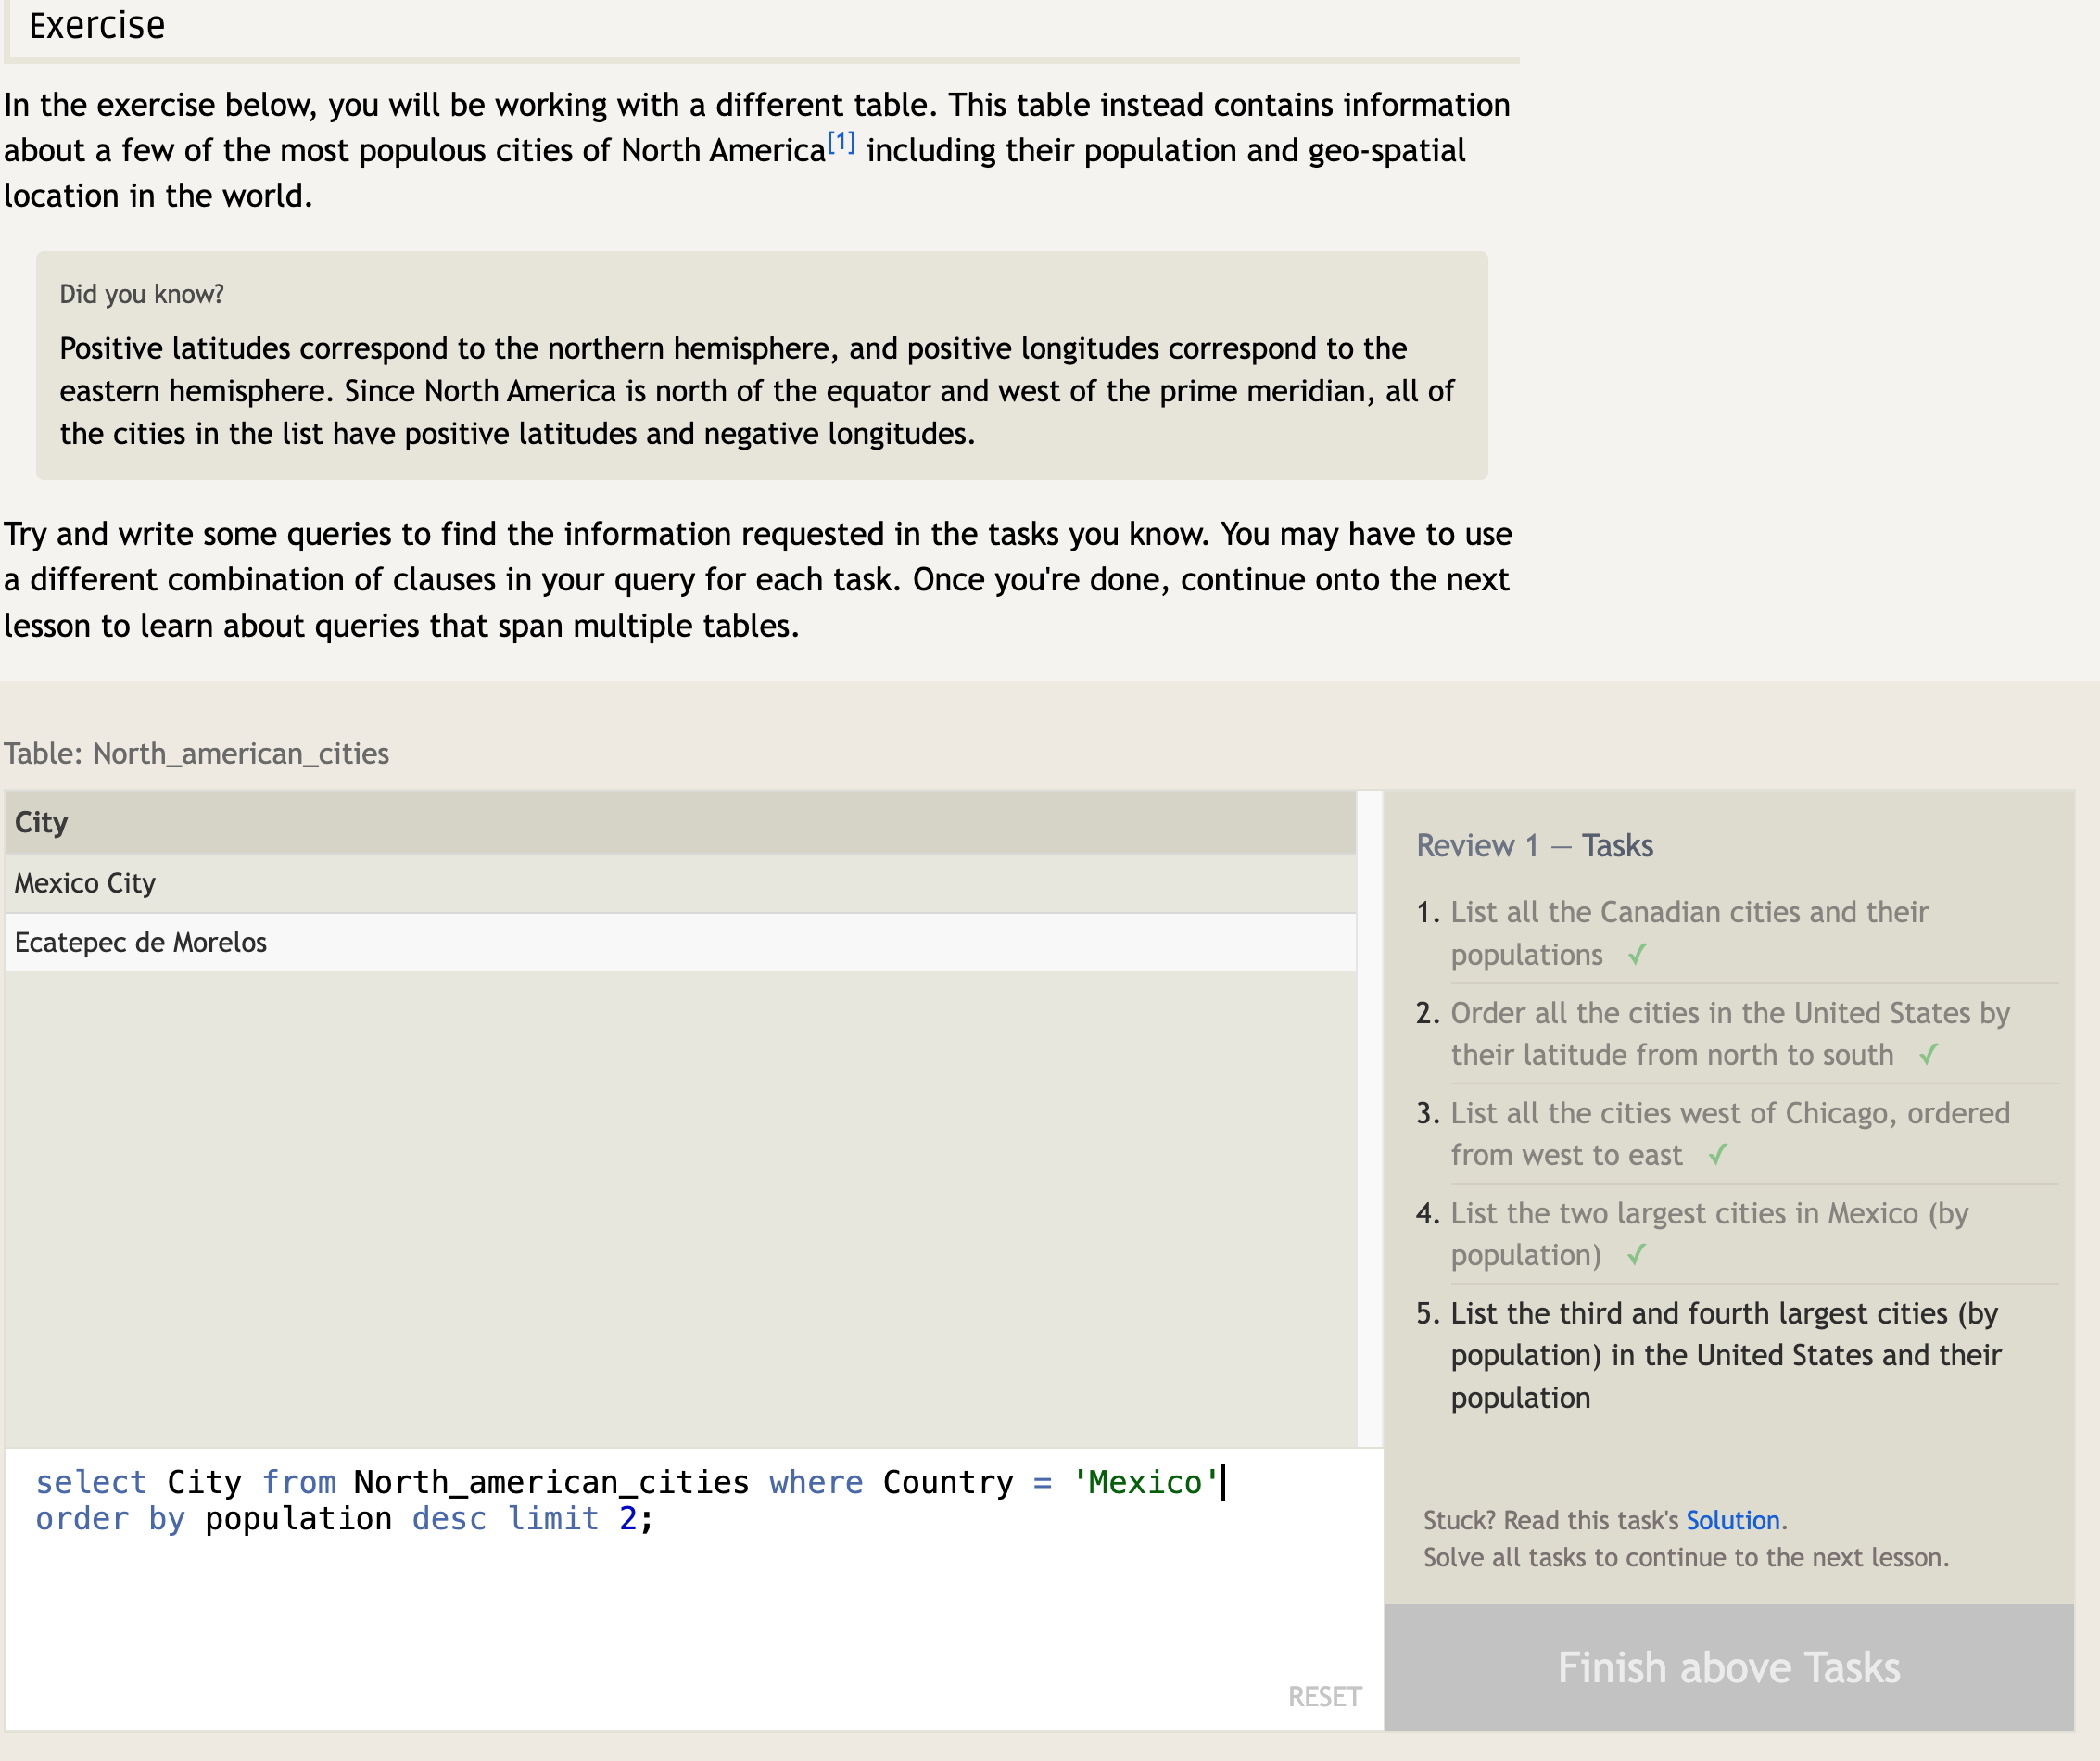 Exercise
In the exercise below, you will be working with a different table. This table instead contains information
about a few of the most populous cities of North America[1] including their population and geo-spatial
location in the world.
Did you know?
Positive latitudes correspond to the northern hemisphere, and positive longitudes correspond to the
eastern hemisphere. Since North America is north of the equator and west of the prime meridian, all of
the cities in the list have positive latitudes and negative longitudes.
Try and write some queries to find the information requested in the tasks you know. You may have to use
a different combination of clauses in your query for each task. Once you're done, continue onto the next
lesson to learn about queries that span multiple tables.
Table: North_american_cities
City
Mexico City
Ecatepec de Morelos
select City from North_american_cities where Country = 'Mexico'
order by population desc limit 2;
RESET
Review 1 — Tasks
1. List all the Canadian cities and their
populations ✓
2. Order all the cities in the United States by
their latitude from north to south ✓
3. List all the cities west of Chicago, ordered
from west to east ✓
4. List the two largest cities in Mexico (by
population) ✓
5. List the third and fourth largest cities (by
population) in the United States and their
population
Stuck? Read this task's Solution.
Solve all tasks to continue to the next lesson.
Finish above Tasks